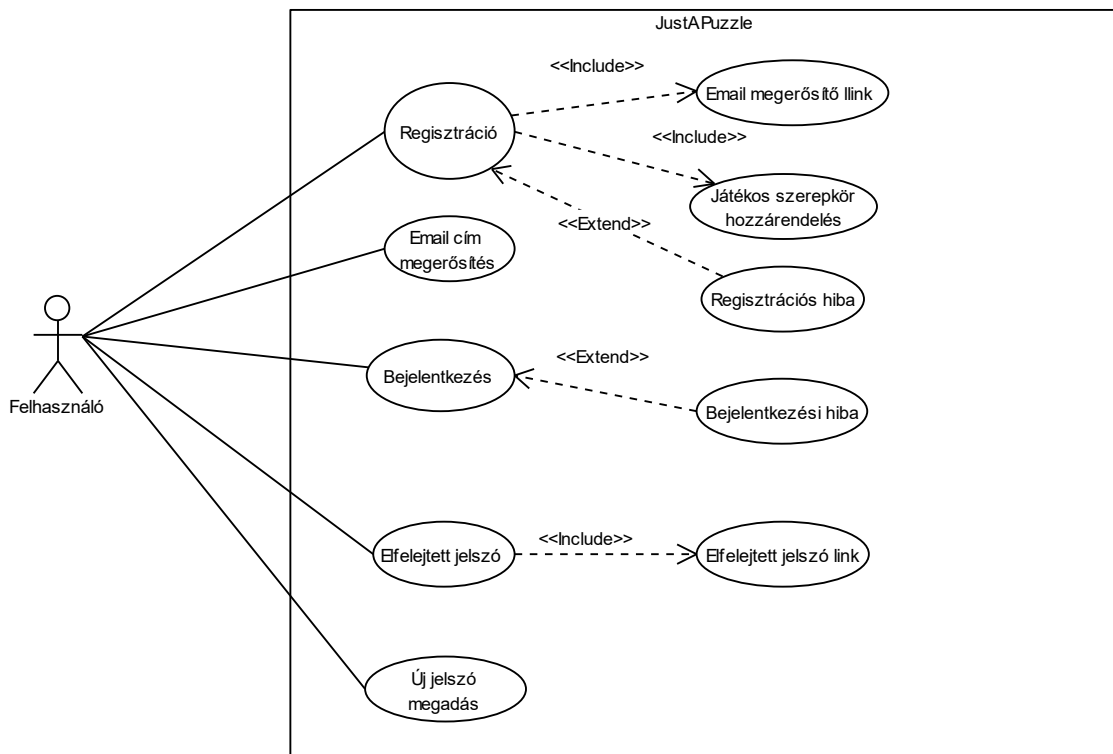 JustAPuzzle
<<Include>>
Email megerősítő llink
Regisztráció
<<Include>>
Játékos szerepkör
hozzárendelés
<<Extend>>
Email cím
megerősítés
Regisztrációs hiba
<<Extend>>
Bejelentkezés
Felhasználó
Bejelentkezési hiba
<<Include>>
Elfelejtett jelszó
Elfelejtett jelszó link
Új jelszó
megadás